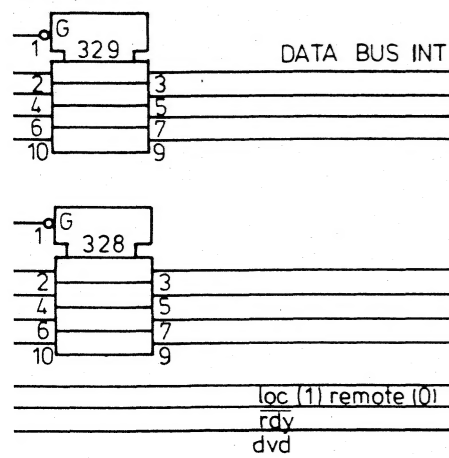 G
1
329
DATA BUS INT
2 3
4 5
6 7
10 9
G
1
328
2 3
4 5
6 7
10 9
loc (1) remote (0)
rdy
dvd